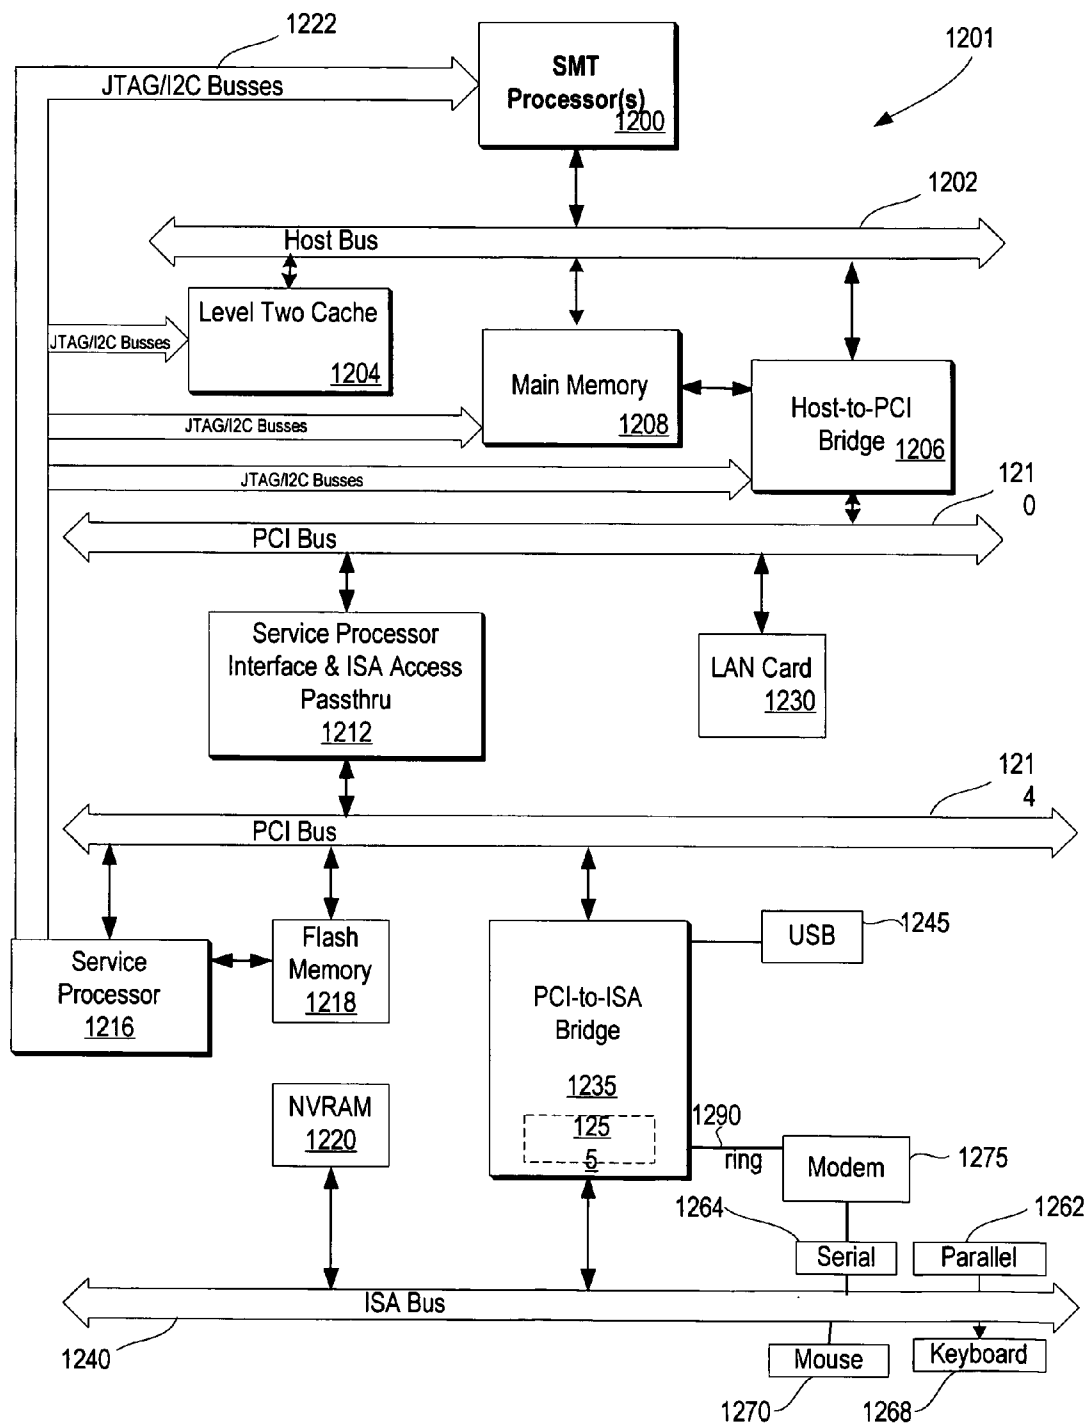 1222
1201
JTAG/I2C Busses
SMT
Processor(s)
1200
1202
Host Bus
Level Two Cache
1204
JTAG/I2C Busses
Main Memory
1208
Host-to-PCI
Bridge
1206
JTAG/I2C Busses
JTAG/I2C Busses
121
0
PCI Bus
Service Processor
Interface & ISA Access
Passthru
1212
LAN Card
1230
121
4
PCI Bus
Service
Processor
1216
Flash
Memory
1218
USB
1245
PCI-to-ISA
Bridge
1235
125
5
NVRAM
1220
1290
ring
Modem
1275
1264
1262
Serial
Parallel
ISA Bus
1240
Mouse
Keyboard
1270
1268